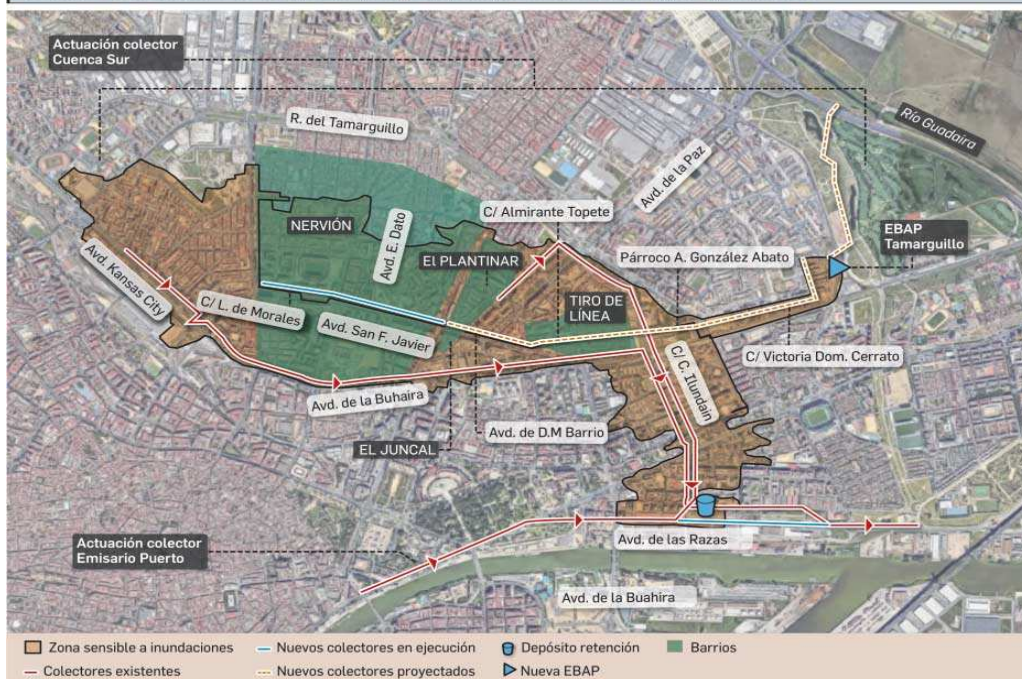 Actuación colector
Cuenca Sur
R. del Tamarguillo
Río Guadaira
Avd. de la Paz
C/ Almirante Topete
NERVIÓN
Avd. E. Dato
EBAP
Tamarguillo
El PLANTINAR
Párroco A. González Abato
Avd. Kansas City
C/ L. de Morales
TIRO DE
LÍNEA
Avd. San F. Javier
C/ Victoria Dom. Cerrato
C/ C. Ilundain
Avd. de la Buhaira
Avd. de D.M Barrio
EL JUNCAL
Avd. de las Razas
Actuación colector
Emisario Puerto
Avd. de la Buahira
Zona sensible a inundaciones
Nuevos colectores en ejecución
Depósito retención
Barrios
Colectores existentes
Nuevos colectores proyectados
Nueva EBAP